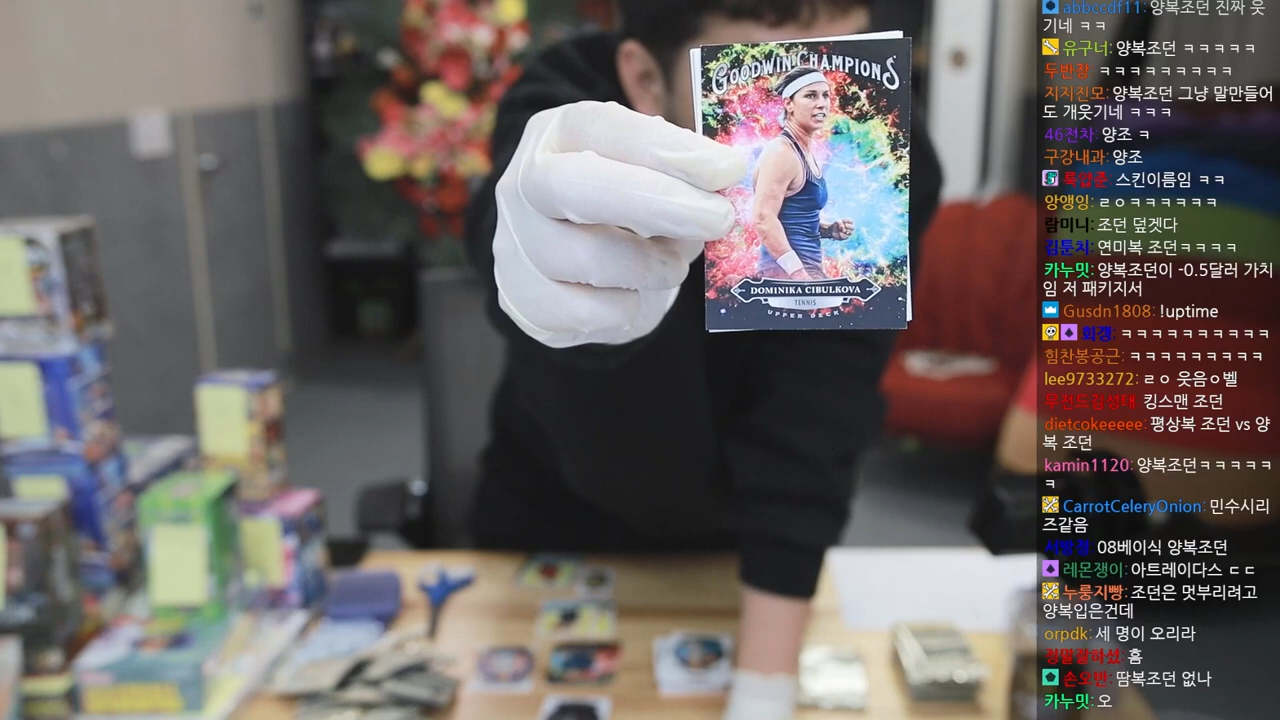 GOODWIN CHAMPIONS
DOMINIKA CIBULKOVA
TENNIS
UPPER DECK
abbccdf11: 양복조던 진짜 웃
기네 ㅋㅋ
유구너: 양복조던 ㅋㅋㅋㅋㅋ
두반장: ㅋㅋㅋㅋㅋㅋㅋㅋㅋ
지지진모: 양복조던 그냥 말만들어
도 개웃기네 ㅋㅋㅋ
46전차: 양조 ㅋ
구강내과: 양조
스킨이름임 ㅋㅋ
앙앵잉: ㄹㅇㅋㅋㅋㅋㅋㅋㅋ
람미니: 조던 덮겟다
김툰치: 연미복 조던ㅋㅋㅋㅋ
카누밋: 양복조던이 -0.5달러 가치
임 저 패키지서
Gusdn1808: !uptime
회갱: ㅋㅋㅋㅋㅋㅋㅋㅋㅋㅋ
힘찬봉공근: ㅋㅋㅋㅋㅋㅋㅋㅋㅋ
lee9733272: ㄹㅇ 웃음ㅇ벨
킹스맨 조던
dietcokeeeee: 평상복 조던 vs 양
복 조던
kamin1120: 양복조던ㅋㅋㅋㅋㅋ
ㅋ
CarrotCeleryOnion: 민수시리
즈같음
08베이식 양복조던
레몬쟁이: 아트레이다스 ㄷㄷ
누룽지빵: 조던은 멋부리려고
양복입은건데
orpdk: 세 명이 오리라
흠
손오반: 땀복조던 없나
카누밋: 오